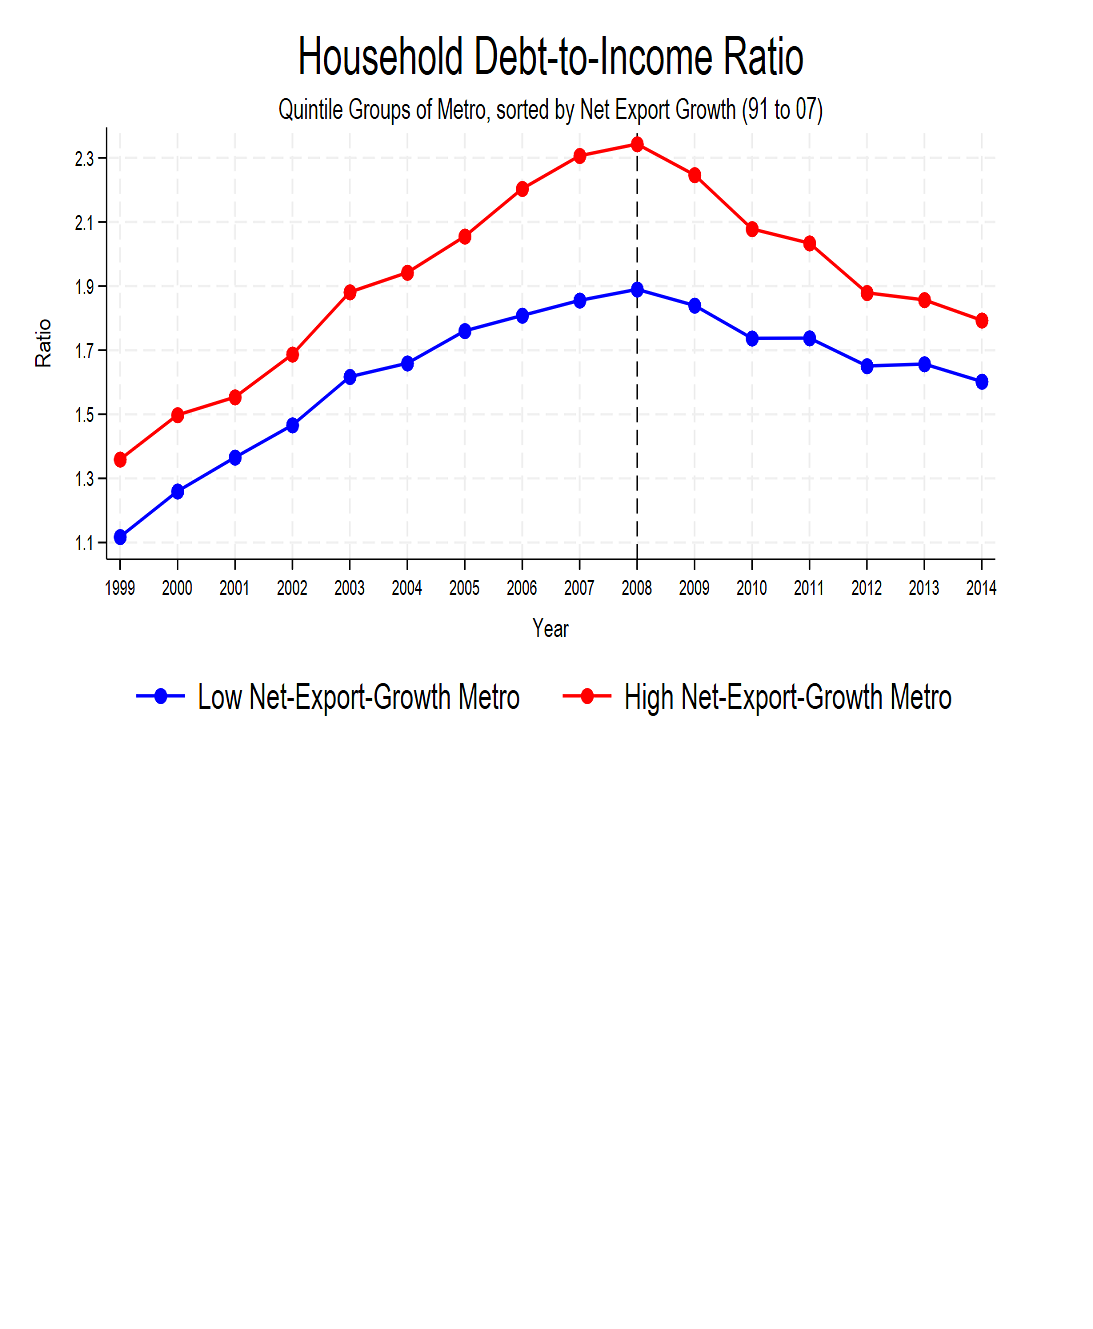 Household Debt-to-Income Ratio
Quintile Groups of Metro, sorted by Net Export Growth (91 to 07)
2.3
2.1
1.9
1.7
1.5
1.3
1.1
Ratio
1999 2000 2001 2002 2003 2004 2005 2006 2007 2008 2009 2010 2011 2012 2013 2014
Year
Low Net-Export-Growth Metro High Net-Export-Growth Metro